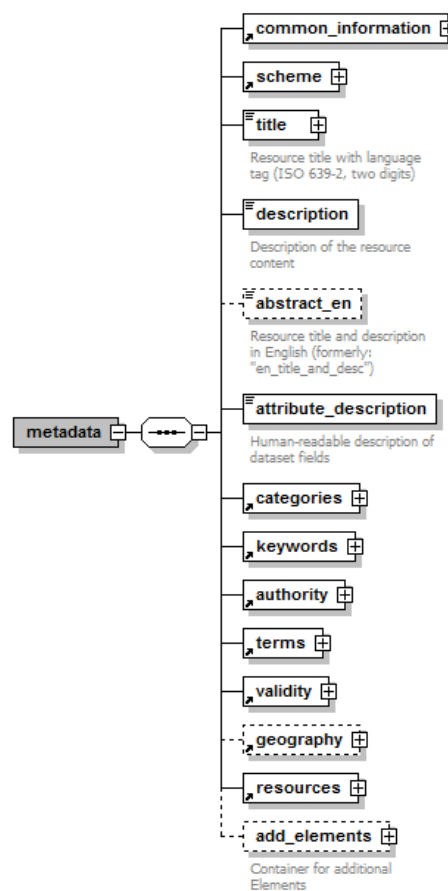 common_information
scheme
title
Resource title with language
tag (ISO 639-2, two digits)
description
Description of the resource
content
abstract_en
Resource title and description
in English (formerly:
"en_title_and_desc")
attribute_description
Human-readable description of
dataset fields
metadata
categories
keywords
authority
terms
validity
geography
resources
add_elements
Container for additional
Elements